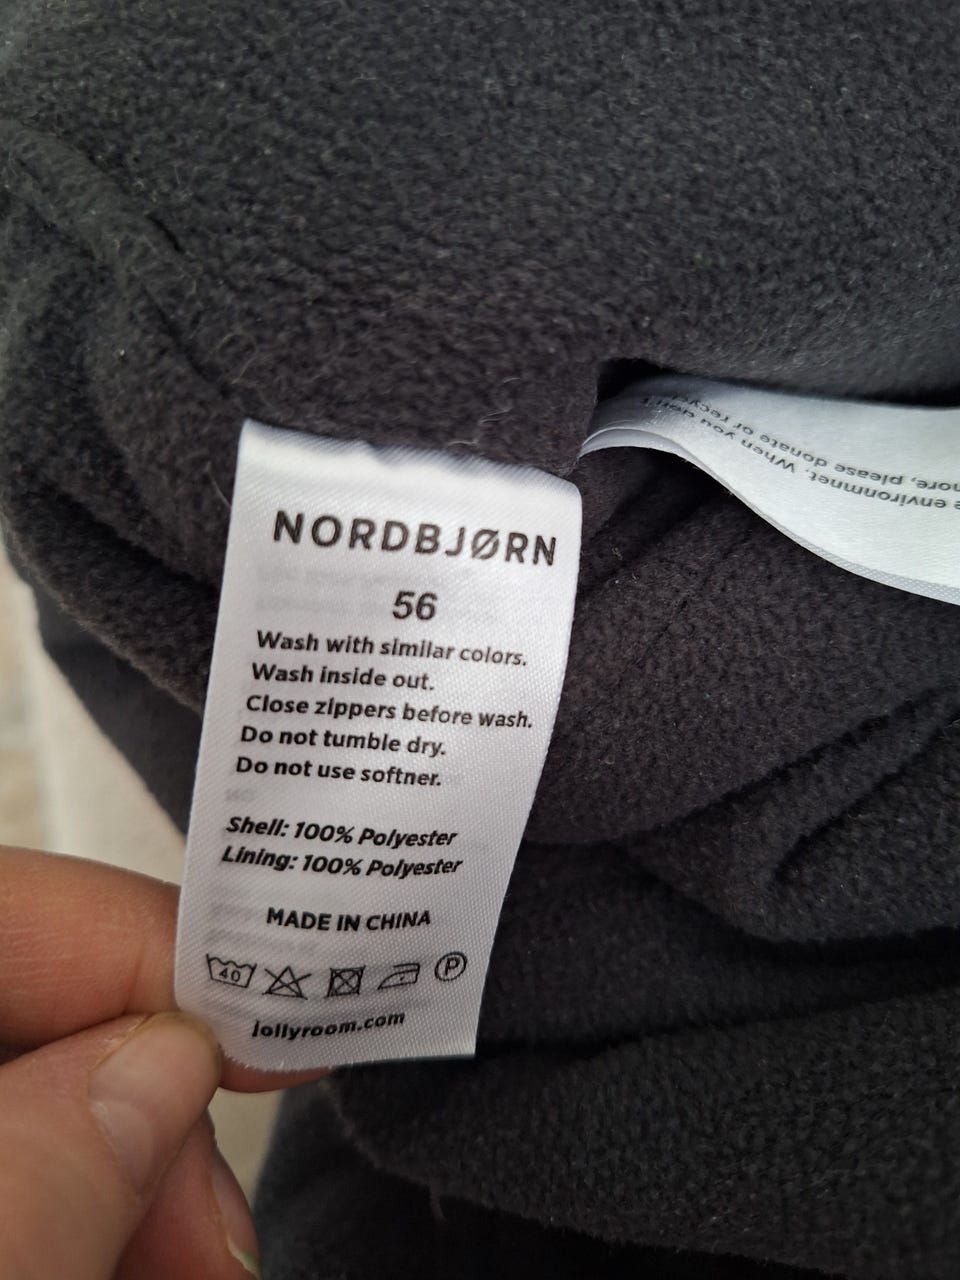 NORDBJØRN
56
Wash with similar colors.
Wash inside out.
Close zippers before wash.
Do not tumble dry.
Do not use softner.
Shell: 100% Polyester
Lining: 100% Polyester
MADE IN CHINA
40
P
jollyroom.com
environmnet. When you don't
more, please donate or recycl